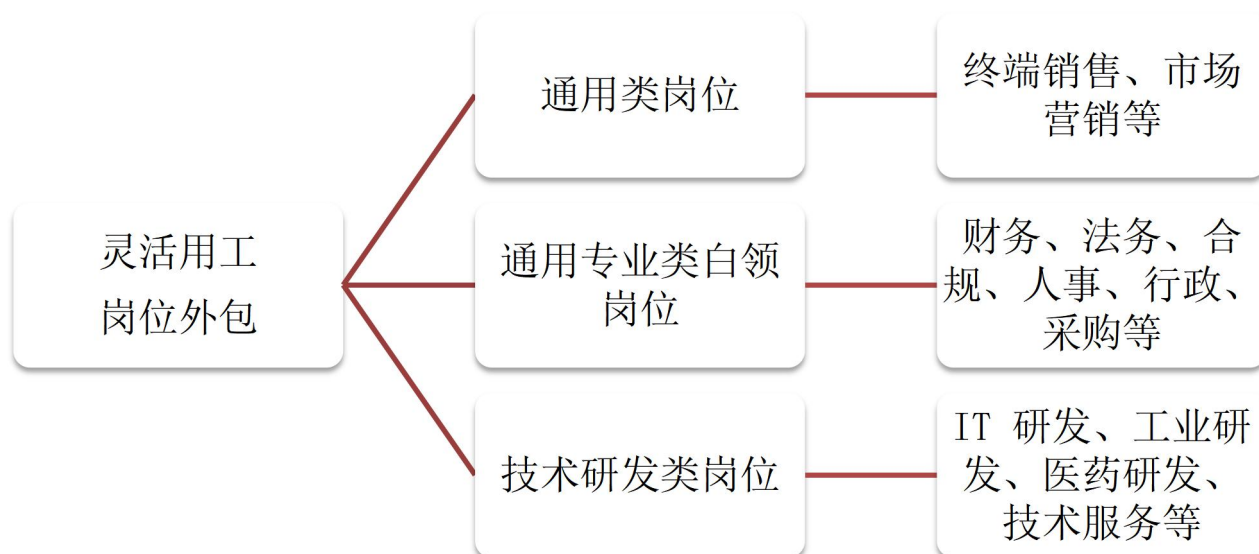 灵活用工
岗位外包
通用类岗位
终端销售、市场
营销等
通用专业类白领
岗位
财务、法务、合
规、人事、行政、
采购等
技术研发类岗位
IT 研发、工业研
发、医药研发、
技术服务等